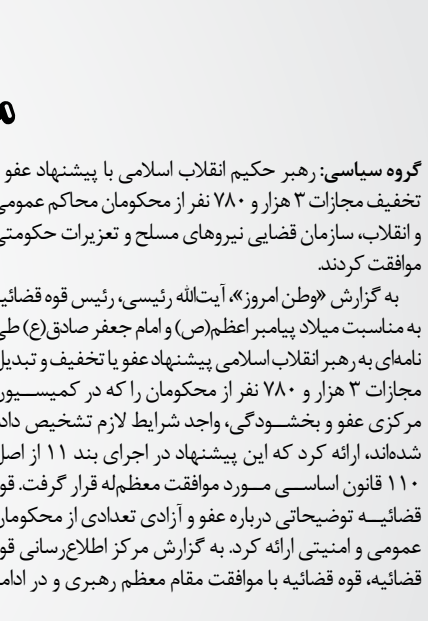 گروه سیاسی: رهبر حکیم انقلاب اسلامی با پیشنهاد عفو
تخفیف مجازات ۳ هزار و ۷۸۰ نفر از محکومان محاکم عمومی
و انقلاب، سازمان قضایی نیروهای مسلح و تعزیرات حکومتی
موافقت کردند.
به گزارش «وطن امروز»، آیت‌الله رئیسی، رئیس قوه قضائیه
به مناسبت میلاد پیامبر اعظم(ص) و امام جعفر صادق(ع) طی
نامه‌ای به رهبر انقلاب اسلامی پیشنهاد عفو یا تخفیف و تبدیل
مجازات ۳ هزار و ۷۸۰ نفر از محکومان را که در کمیسیون
مرکزی عفو و بخشودگی، واجد شرایط لازم تشخیص داده
شده‌اند، ارائه کرد که این پیشنهاد در اجرای بند ۱۱ از اصل
۱۱۰ قانون اساسی مورد موافقت معظم‌له قرار گرفت. قوه
قضائیه توضیحاتی درباره عفو و آزادی تعدادی از محکومان
عمومی و امنیتی ارائه کرد. به گزارش مرکز اطلاع‌رسانی قوه
قضائیه، قوه قضائیه با موافقت مقام معظم رهبری و در ادامه